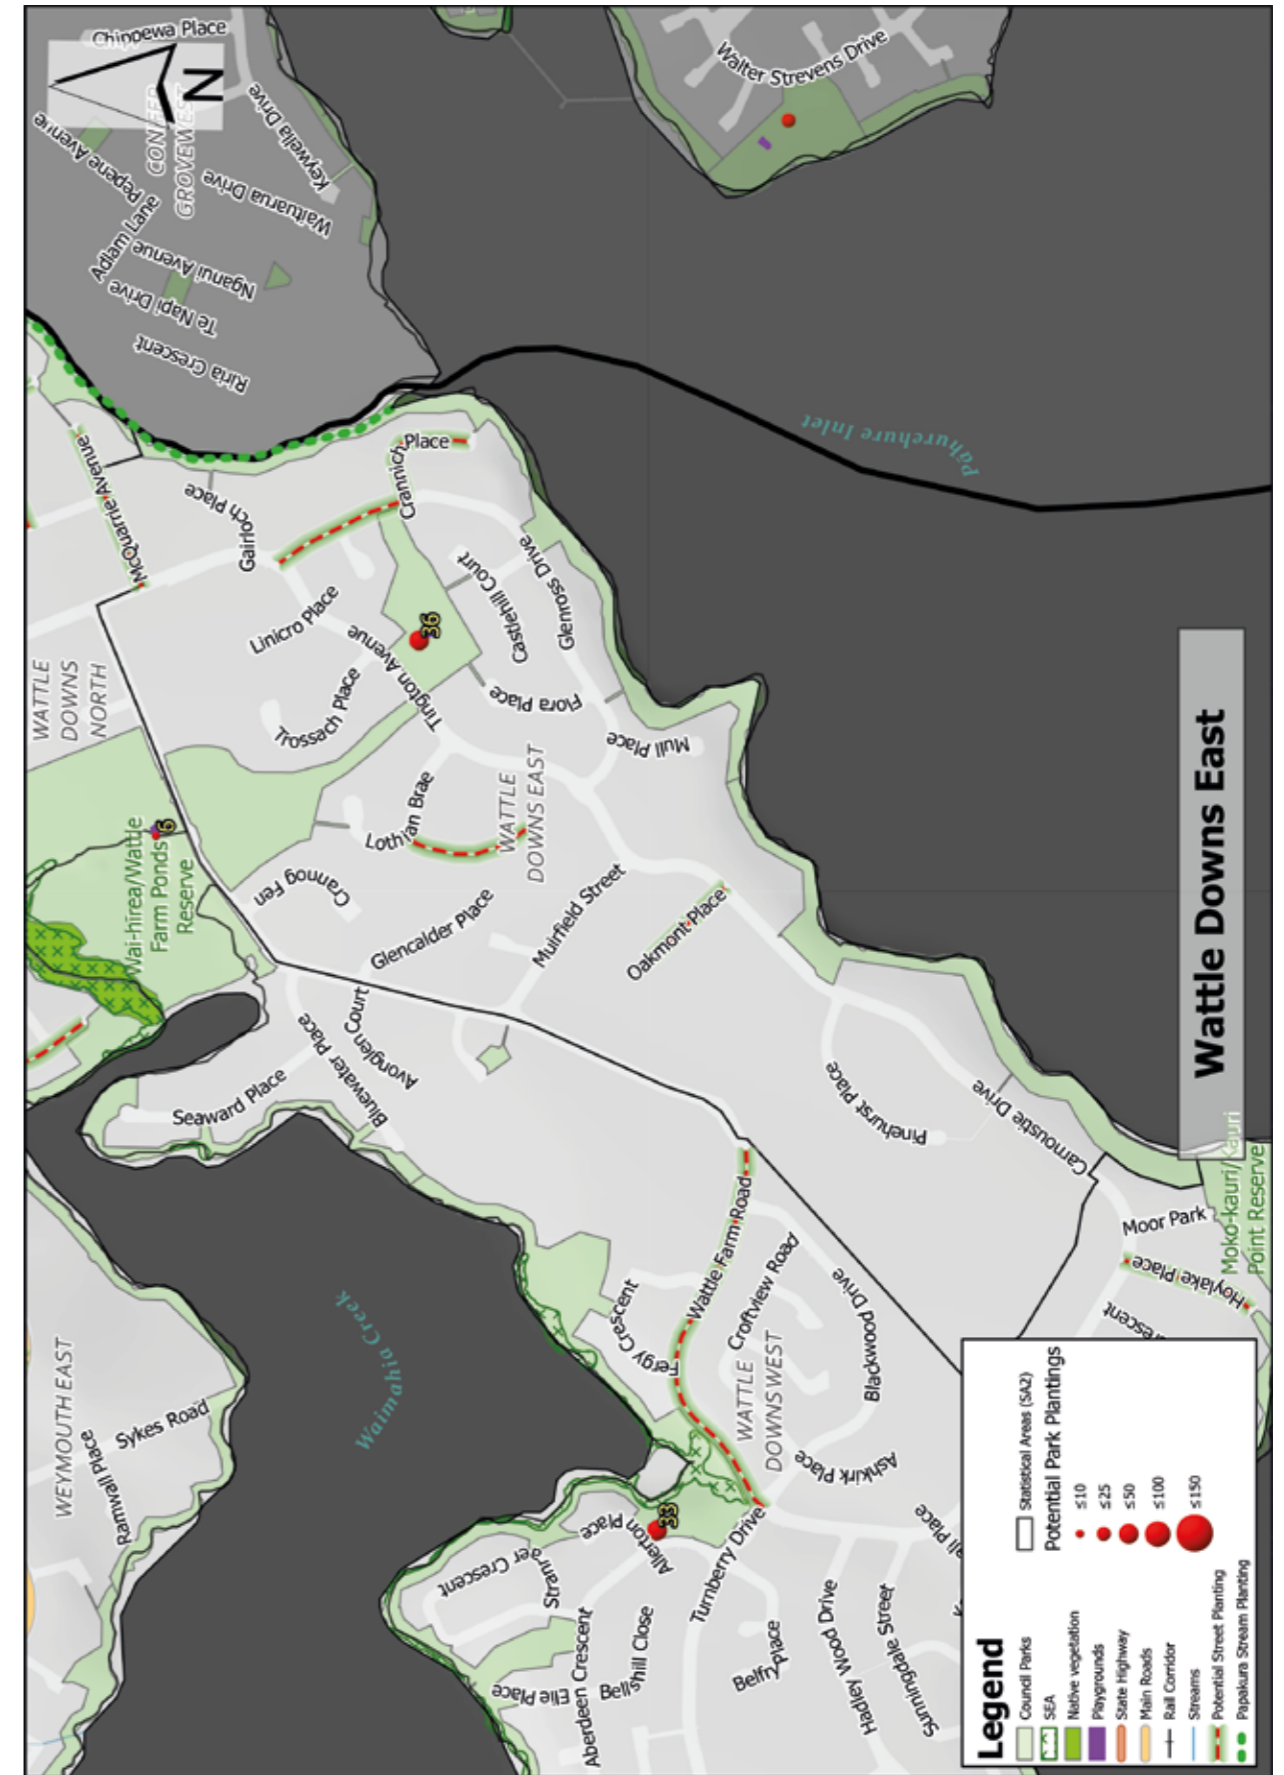 Chippewa Place
N
CONIFER
GROVE WEST
Pepene Avenue
Keywella Drive
Waituarua Drive
Adlam Lane
Nganui Avenue
Te Napi Drive
Riria Crescent
Walter Strevens Drive
Pāhurehure Inlet
McQuarrie Avenue
Gairloch Place
Crannich Place
Linicro Place
Castlehill Court
Glenross Drive
Tington Avenue
36
Trossach Place
Flora Place
Mull Place
WATTLE
DOWNS
NORTH
Wai-hīrea/Wattle
Farm Ponds
Reserve
6
Lothian Brae
WATTLE
DOWNS EAST
Crannog Fen
Glencalder Place
Muirfield Street
Oakmont Place
Avonglen Court
Bluewater Place
Seaward Place
Pinehurst Place
Carnoustie Drive
Wattle Downs East
Moko-kauri/Kauri
Point Reserve
Moor Park
Hoylake Place
rescent
Wattle Farm Road
Croftview Road
Blackwood Drive
Fergy Crescent
WATTLE
DOWNS WEST
Ashkirk Place
Waimahia Creek
WEYMOUTH EAST
Sykes Road
Ramwall Place
33
Allerton Place
Stranraer Crescent
Turnberry Drive
Elie Place
Aberdeen Crescent
Bellshill Close
Belfry Place
Hadley Wood Drive
Sunningdale Street
ali Place
K
Legend
Council Parks
SEA
Native vegetation
Playgrounds
State Highway
Main Roads
Rail Corridor
Streams
Potential Street Planting
Papakura Stream Planting
Statistical Areas (SA2)
Potential Park Plantings
≤10
≤25
≤50
≤100
≤150